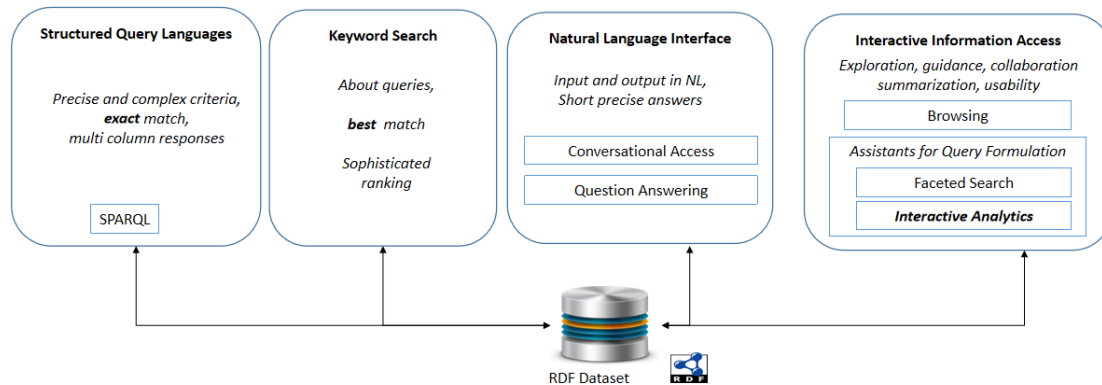 Structured Query Languages
Precise and complex criteria,
exact match,
multi column responses
SPARQL
Keyword Search
About queries,
best match
Sophisticated
ranking
Natural Language Interface
Input and output in NL,
Short precise answers
Conversational Access
Question Answering
Interactive Information Access
Exploration, guidance, collaboration
summarization, usability
Browsing
Assistants for Query Formulation
Faceted Search
Interactive Analytics
RDF Dataset
RDF